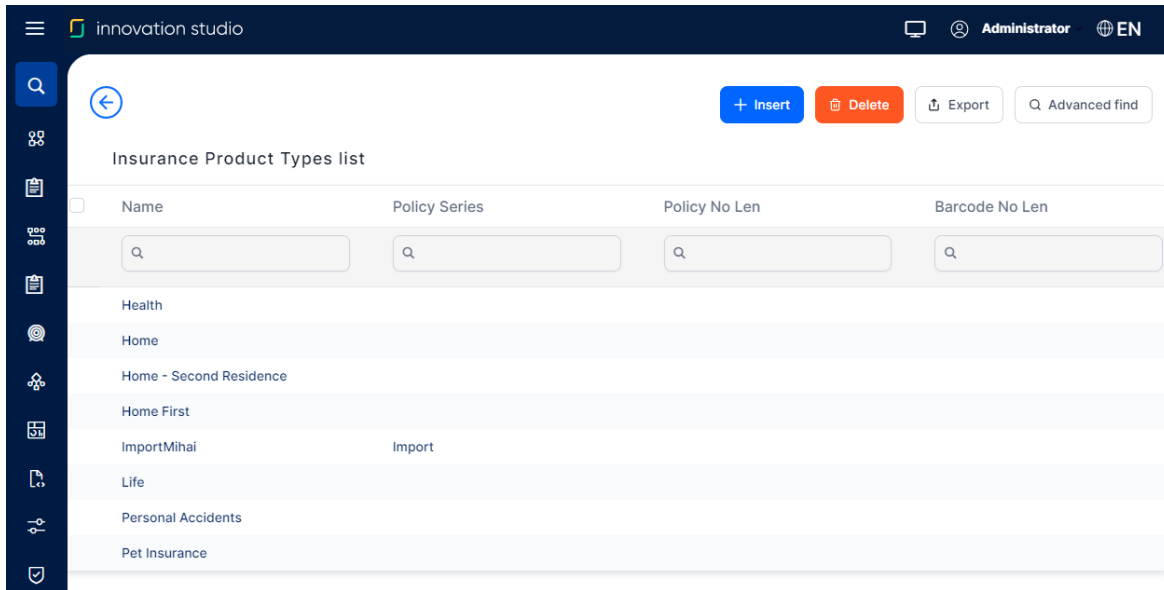 innovation studio Administrator EN
Insert Delete Export Advanced find
Insurance Product Types list
Name Policy Series Policy No Len Barcode No Len
Health
Home
Home - Second Residence
Home First
ImportMihai Import
Life
Personal Accidents
Pet Insurance